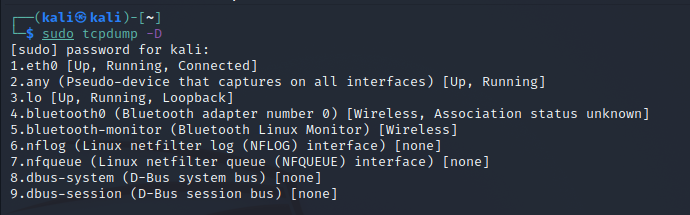 ┌──(kali㉿kali)-[~]
└─$ sudo tcpdump -D
[sudo] password for kali:
1.eth0 [Up, Running, Connected]
2.any (Pseudo-device that captures on all interfaces) [Up, Running]
3.lo [Up, Running, Loopback]
4.bluetooth0 (Bluetooth adapter number 0) [Wireless, Association status unknown]
5.bluetooth-monitor (Bluetooth Linux Monitor) [Wireless]
6.nflog (Linux netfilter log (NFLOG) interface) [none]
7.nfqueue (Linux netfilter queue (NFQUEUE) interface) [none]
8.dbus-system (D-Bus system bus) [none]
9.dbus-session (D-Bus session bus) [none]